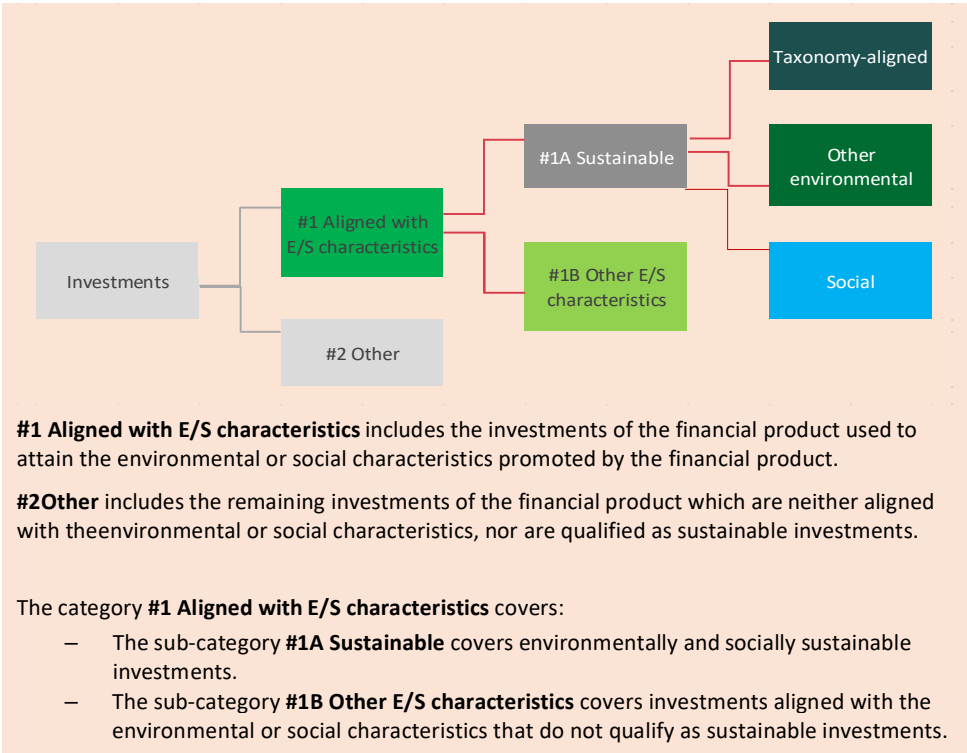 Taxonomy-aligned
#1A Sustainable
Other
environmental
#1 Aligned with
E/S characteristics
Investments
#1B Other E/S
characteristics
Social
#2 Other
#1 Aligned with E/S characteristics includes the investments of the financial product used to
attain the environmental or social characteristics promoted by the financial product.
#2Other includes the remaining investments of the financial product which are neither aligned
with theenvironmental or social characteristics, nor are qualified as sustainable investments.
The category #1 Aligned with E/S characteristics covers:
– The sub-category #1A Sustainable covers environmentally and socially sustainable
investments.
– The sub-category #1B Other E/S characteristics covers investments aligned with the
environmental or social characteristics that do not qualify as sustainable investments.